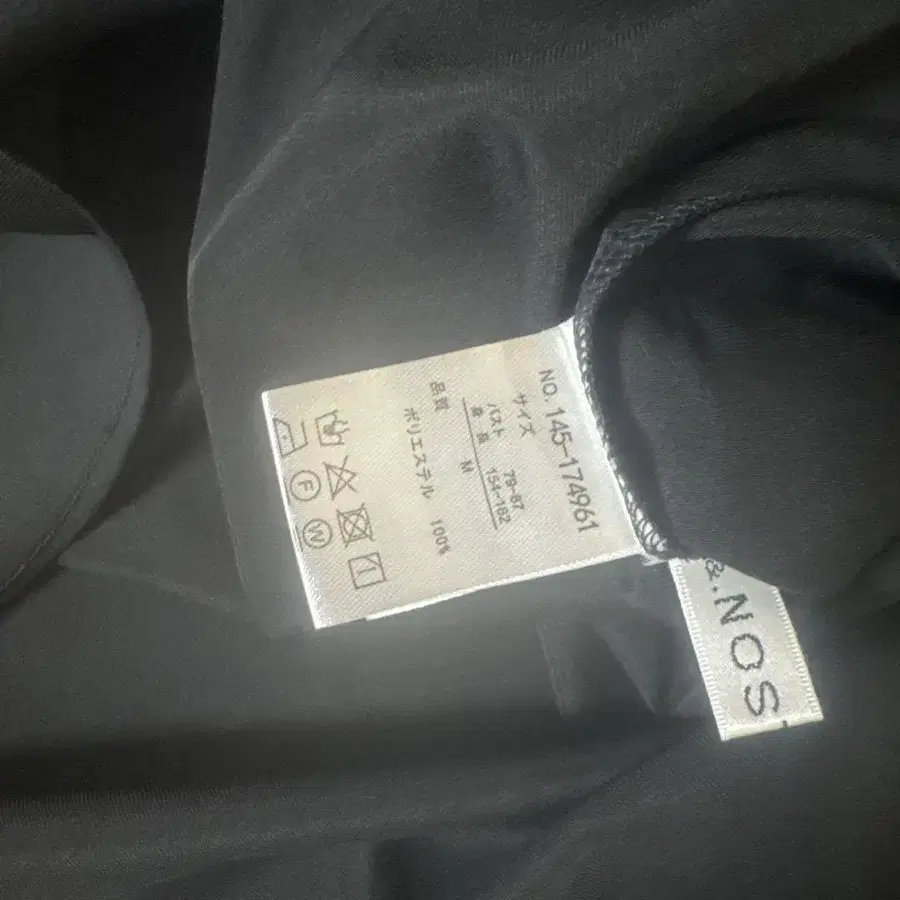 NO. 145-174961
サイズ
バスト 79-87
身長 154-162
M
品質
ポリエステル 100%
F W
&.NOS